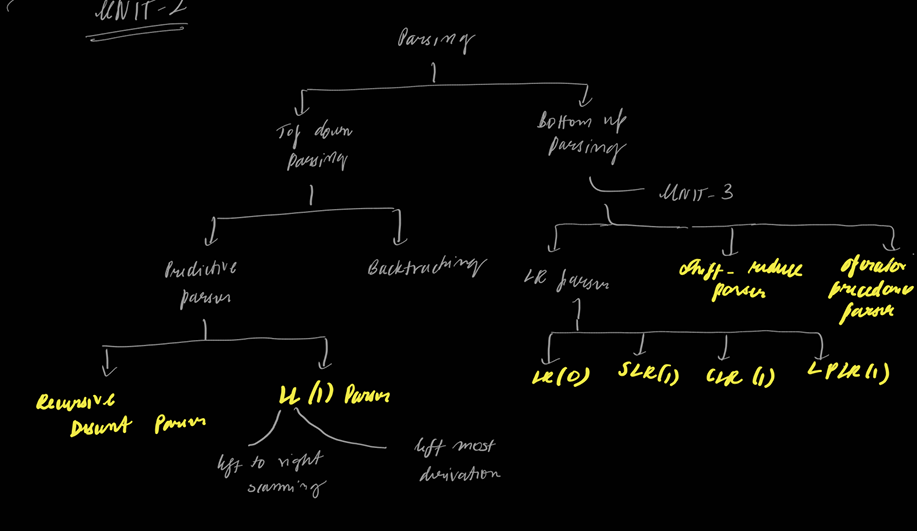 UNIT-2
Parsing
Top down
Parsing
Bottom up
Parsing
UNIT-3
Predictive
parser
Backtracking
LR parser
shift-reduce
parser
operator
precedence
parser
Recursive
Descent Parser
LL(1) Parser
LR(0)
SLR(1)
CLR(1)
LALR(1)
left to right
scanning
left most
derivation